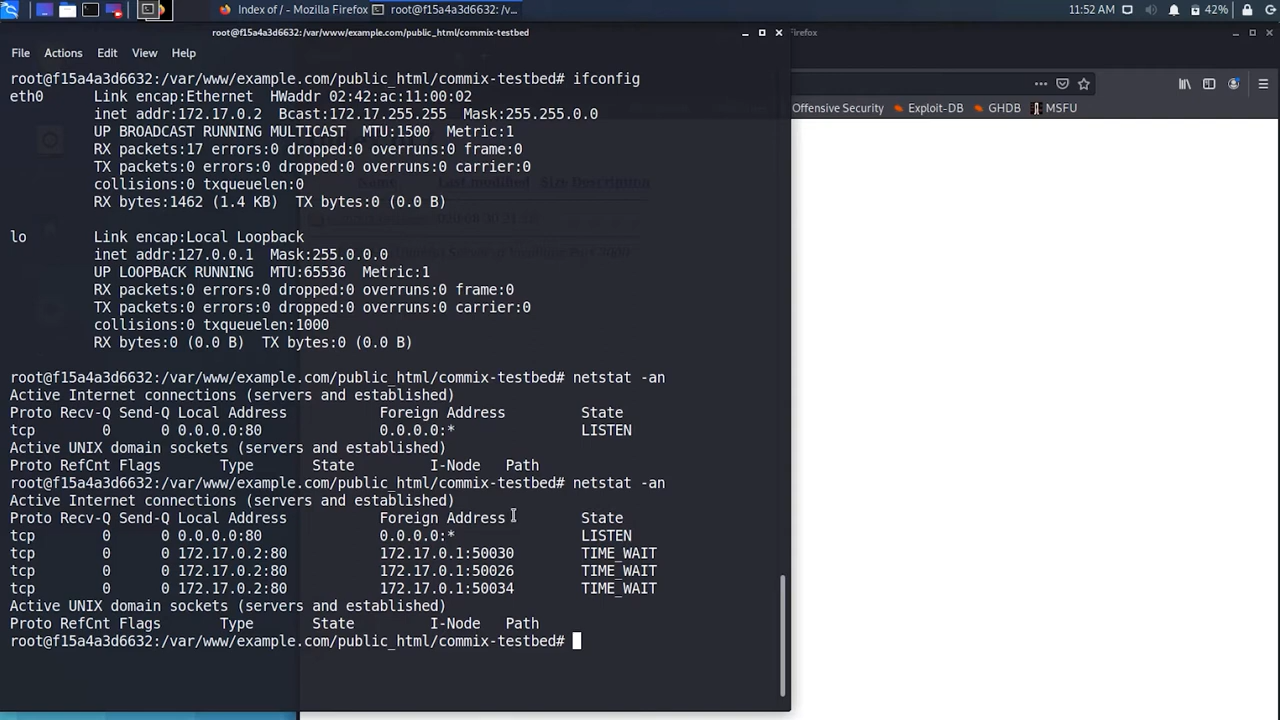 Index of / - Mozilla Firefox
root@f15a4a3d6632: /v...
11:52 AM
42%
root@f15a4a3d6632: /var/www/example.com/public_html/commix-testbed
Firefox
File Actions Edit View Help
Offensive Security Exploit-DB GHDB MSFU
root@f15a4a3d6632:/var/www/example.com/public_html/commix-testbed# ifconfig
eth0 Link encap:Ethernet HWaddr 02:42:ac:11:00:02
inet addr:172.17.0.2 Bcast:172.17.255.255 Mask:255.255.0.0
UP BROADCAST RUNNING MULTICAST MTU:1500 Metric:1
RX packets:17 errors:0 dropped:0 overruns:0 frame:0
TX packets:0 errors:0 dropped:0 overruns:0 carrier:0
collisions:0 txqueuelen:0
RX bytes:1462 (1.4 KB) TX bytes:0 (0.0 B)
lo Link encap:Local Loopback
inet addr:127.0.0.1 Mask:255.0.0.0
UP LOOPBACK RUNNING MTU:65536 Metric:1
RX packets:0 errors:0 dropped:0 overruns:0 frame:0
TX packets:0 errors:0 dropped:0 overruns:0 carrier:0
collisions:0 txqueuelen:1000
RX bytes:0 (0.0 B) TX bytes:0 (0.0 B)
root@f15a4a3d6632:/var/www/example.com/public_html/commix-testbed# netstat -an
Active Internet connections (servers and established)
Proto Recv-Q Send-Q Local Address Foreign Address State
tcp 0 0 0.0.0.0:80 0.0.0.0:* LISTEN
Active UNIX domain sockets (servers and established)
Proto RefCnt Flags Type State I-Node Path
root@f15a4a3d6632:/var/www/example.com/public_html/commix-testbed# netstat -an
Active Internet connections (servers and established)
Proto Recv-Q Send-Q Local Address Foreign Address State
tcp 0 0 0.0.0.0:80 0.0.0.0:* LISTEN
tcp 0 0 172.17.0.2:80 172.17.0.1:50030 TIME_WAIT
tcp 0 0 172.17.0.2:80 172.17.0.1:50026 TIME_WAIT
tcp 0 0 172.17.0.2:80 172.17.0.1:50034 TIME_WAIT
Active UNIX domain sockets (servers and established)
Proto RefCnt Flags Type State I-Node Path
root@f15a4a3d6632:/var/www/example.com/public_html/commix-testbed#
Name Last modified Size Description